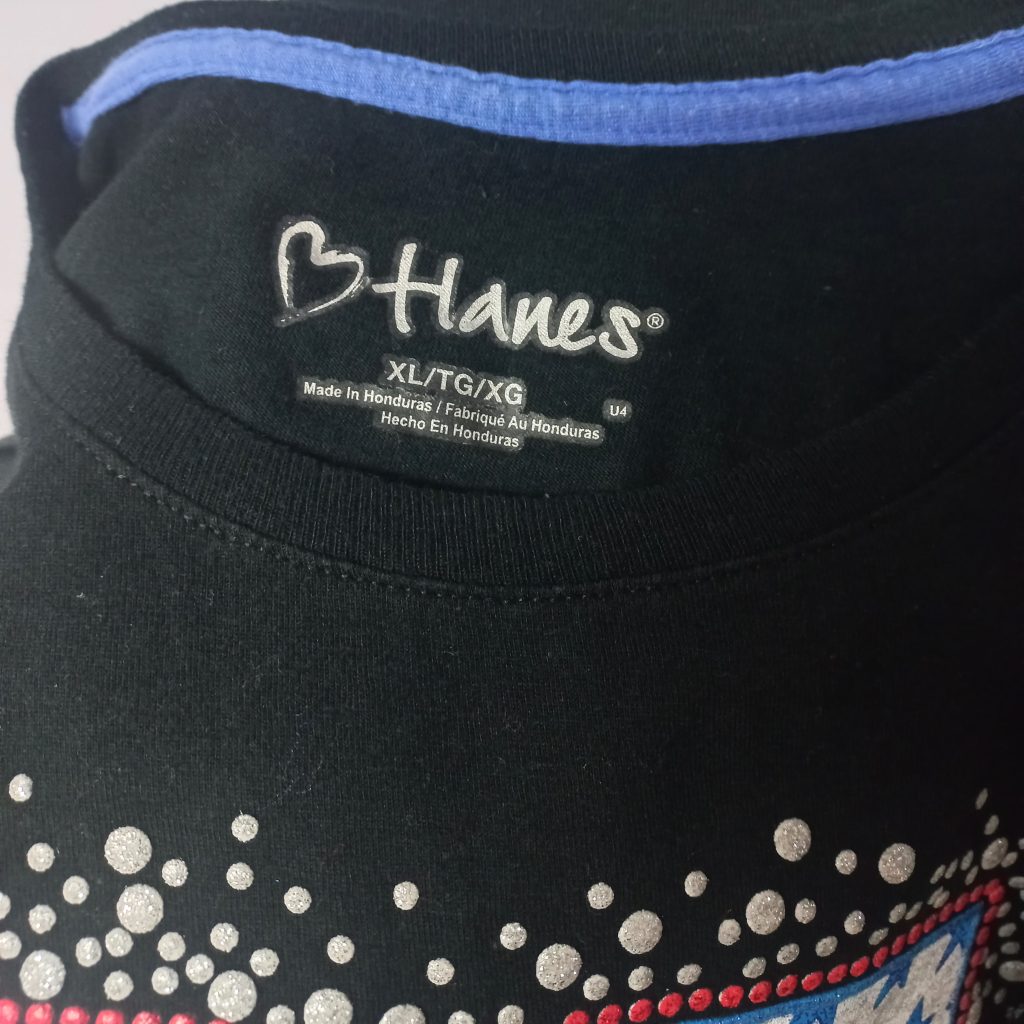 Hanes®
XL/TG/XG
Made In Honduras / Fabriqué Au Honduras
Hecho En Honduras
U4